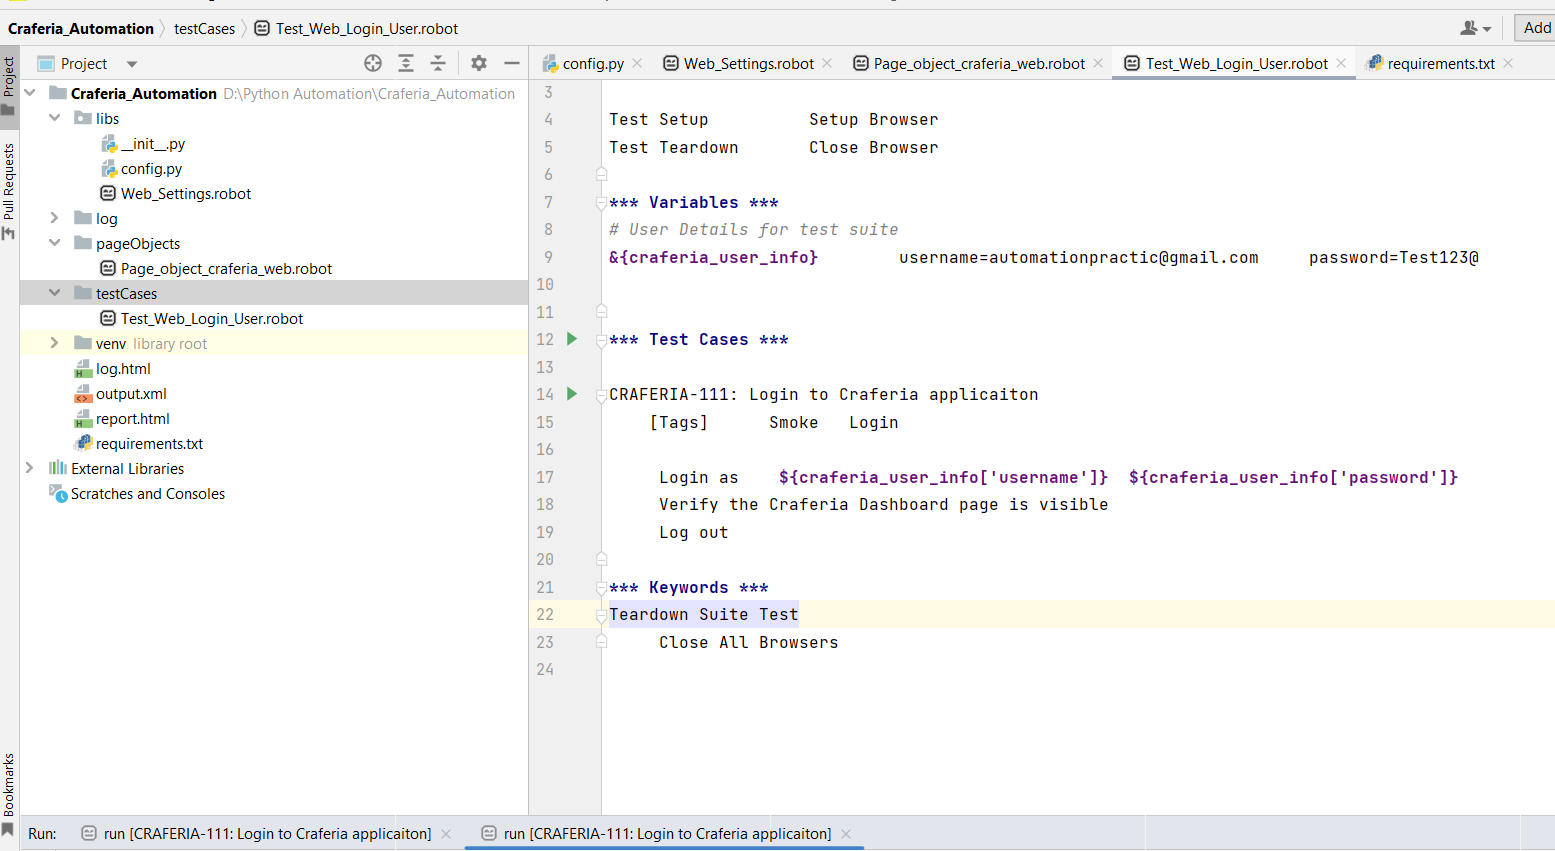 Craferia_Automation testCases Test_Web_Login_User.robot
Add
Project
config.py Web_Settings.robot Page_object_craferia_web.robot Test_Web_Login_User.robot requirements.txt
Project
Pull Requests
Bookmarks
Craferia_Automation D:\Python Automation\Craferia_Automation
libs
__init__.py
config.py
Web_Settings.robot
log
pageObjects
Page_object_craferia_web.robot
testCases
Test_Web_Login_User.robot
venv library root
log.html
output.xml
report.html
requirements.txt
External Libraries
Scratches and Consoles
3
4 Test Setup Setup Browser
5 Test Teardown Close Browser
6
7 *** Variables ***
8 # User Details for test suite
9 &{craferia_user_info} username=automationpractic@gmail.com password=Test123@
10
11
12 *** Test Cases ***
13
14 CRAFERIA-111: Login to Craferia applicaiton
15 [Tags] Smoke Login
16
17 Login as ${craferia_user_info['username']} ${craferia_user_info['password']}
18 Verify the Craferia Dashboard page is visible
19 Log out
20
21 *** Keywords ***
22 Teardown Suite Test
23 Close All Browsers
24
Run: run [CRAFERIA-111: Login to Craferia applicaiton] run [CRAFERIA-111: Login to Craferia applicaiton]